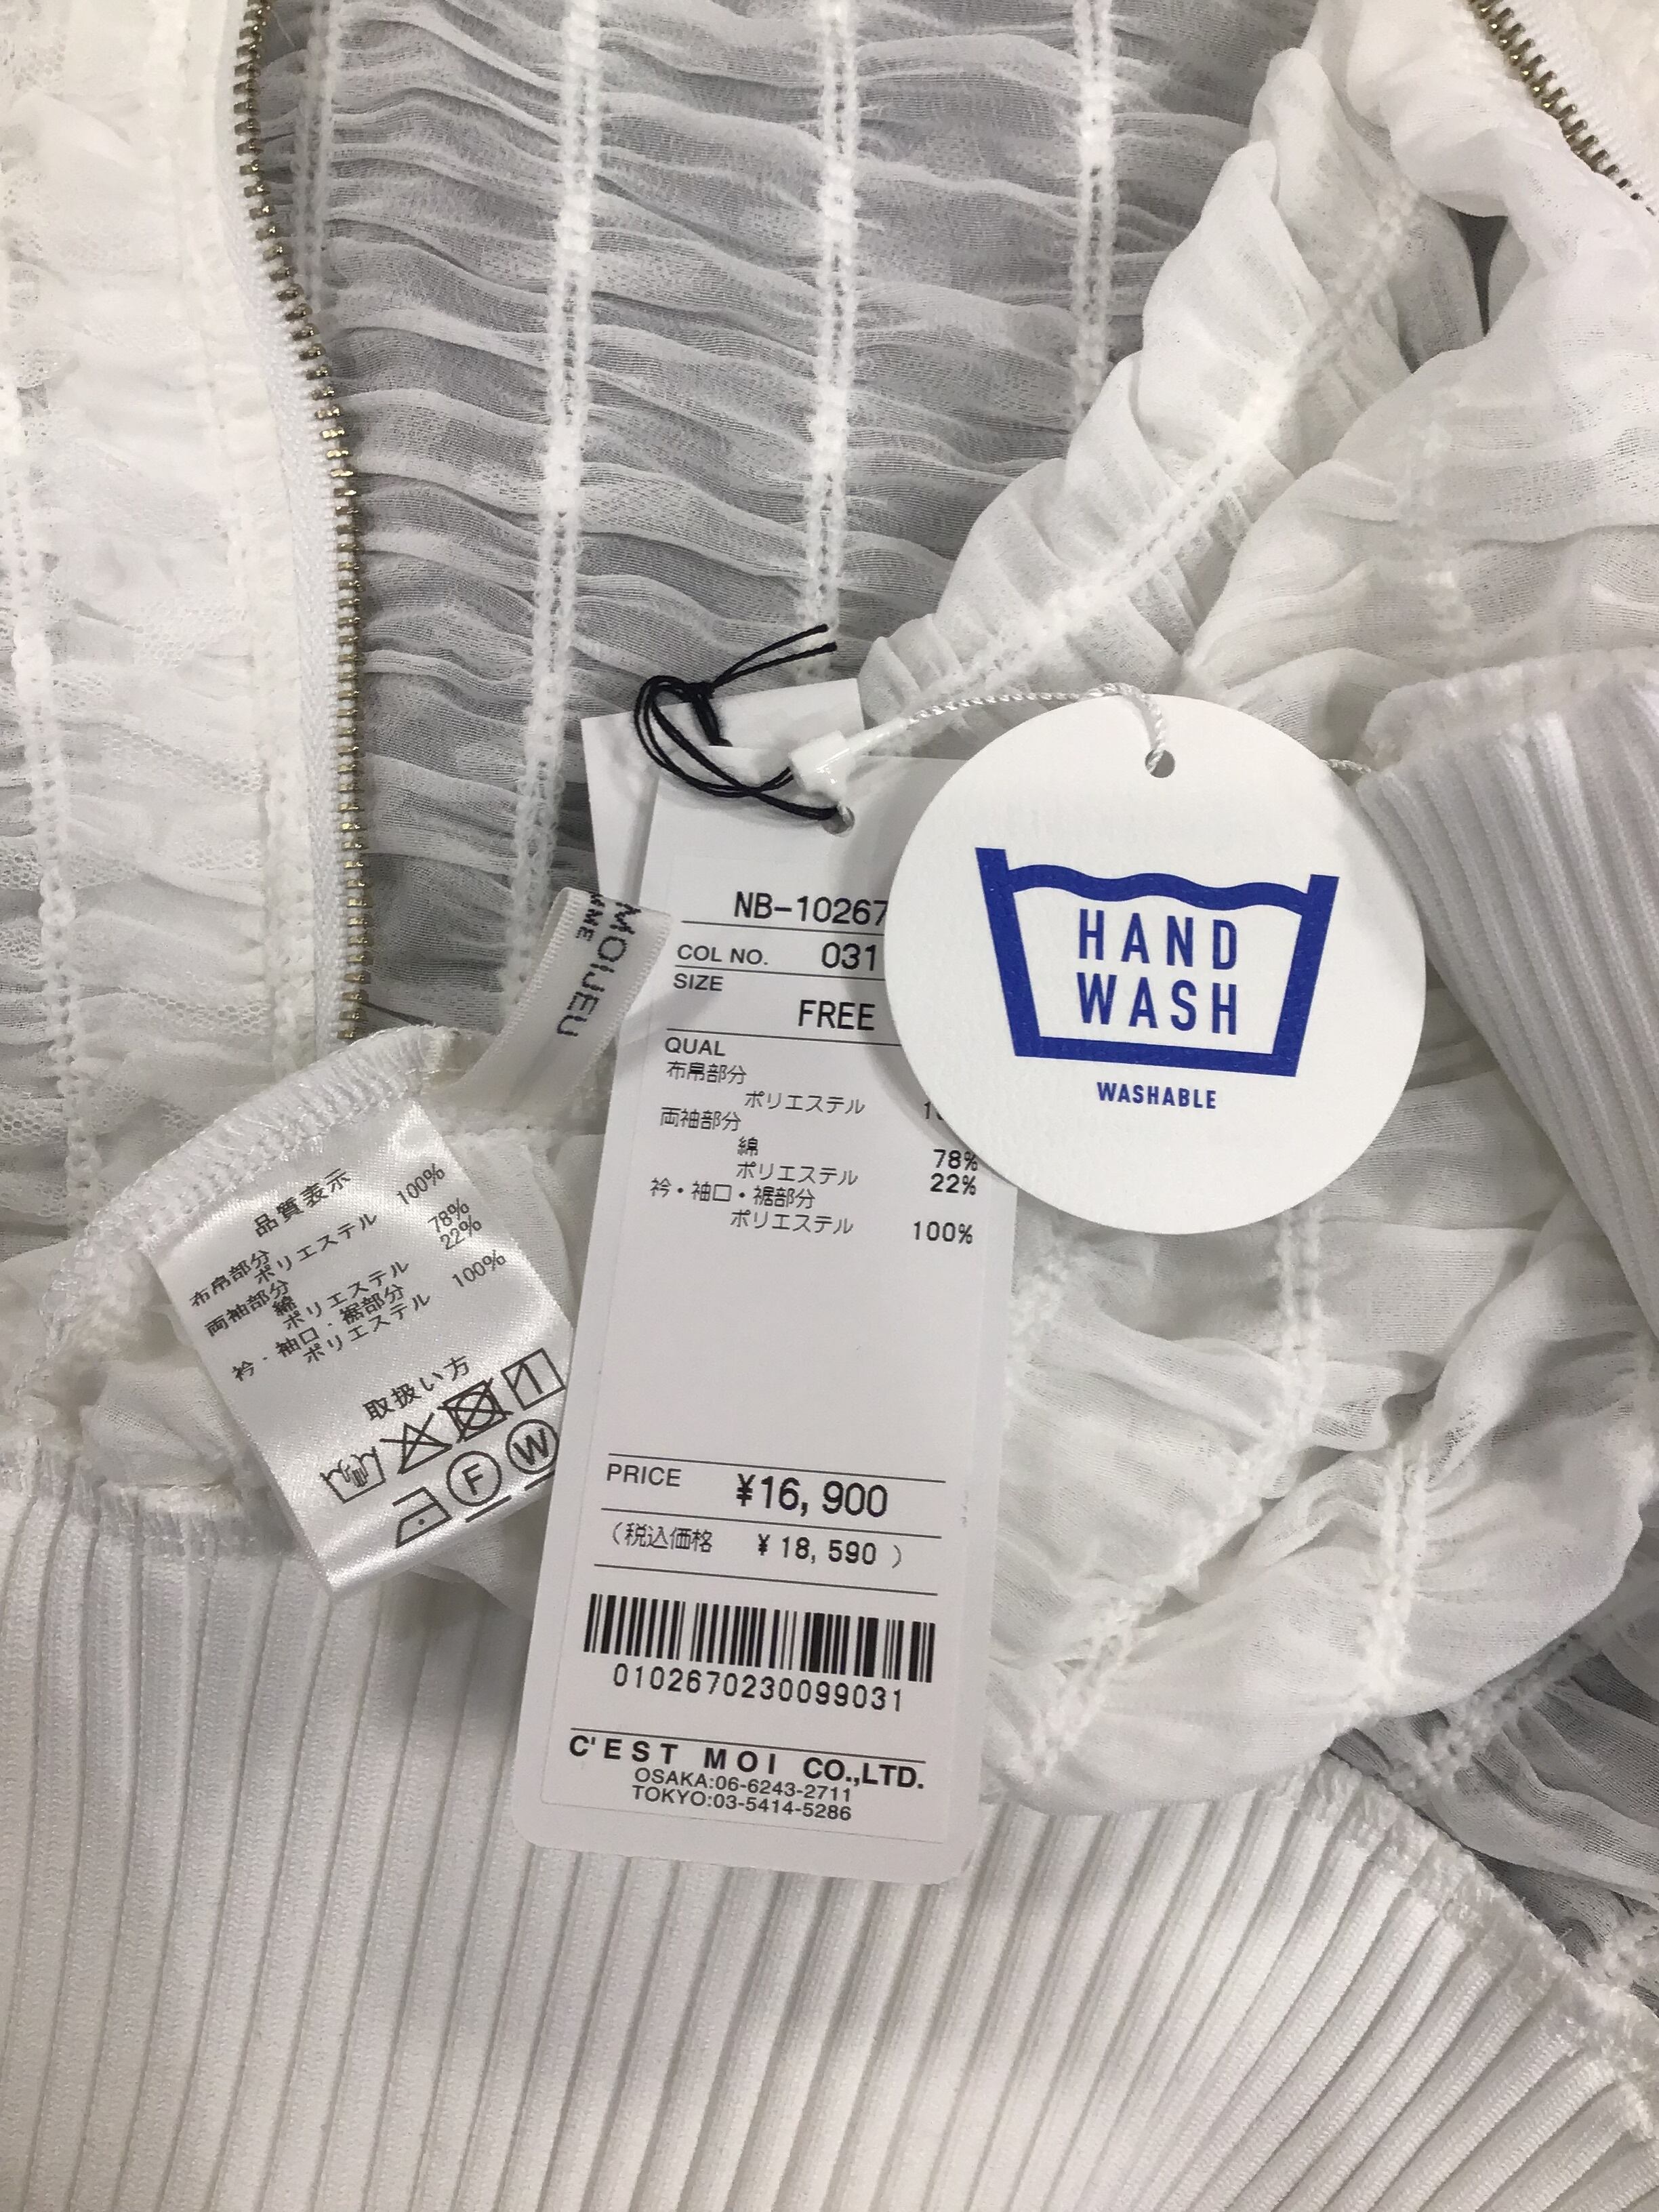 NB-10267
COL NO. 031
SIZE
FREE
QUAL
布帛部分
ポリエステル
両袖部分
綿 78%
ポリエステル 22%
衿・袖口・裾部分
ポリエステル 100%
PRICE ¥16,900
(税込価格 ¥18,590)
0102670230099031
C'EST MOI CO.,LTD.
OSAKA:06-6243-2711
TOKYO:03-5414-5286
HAND
WASH
WASHABLE
MOIJEU
品質表示
布帛部分
ポリエステル 100%
両袖部分
綿 78%
ポリエステル 22%
衿・袖口・裾部分
ポリエステル 100%
取扱い方
F W